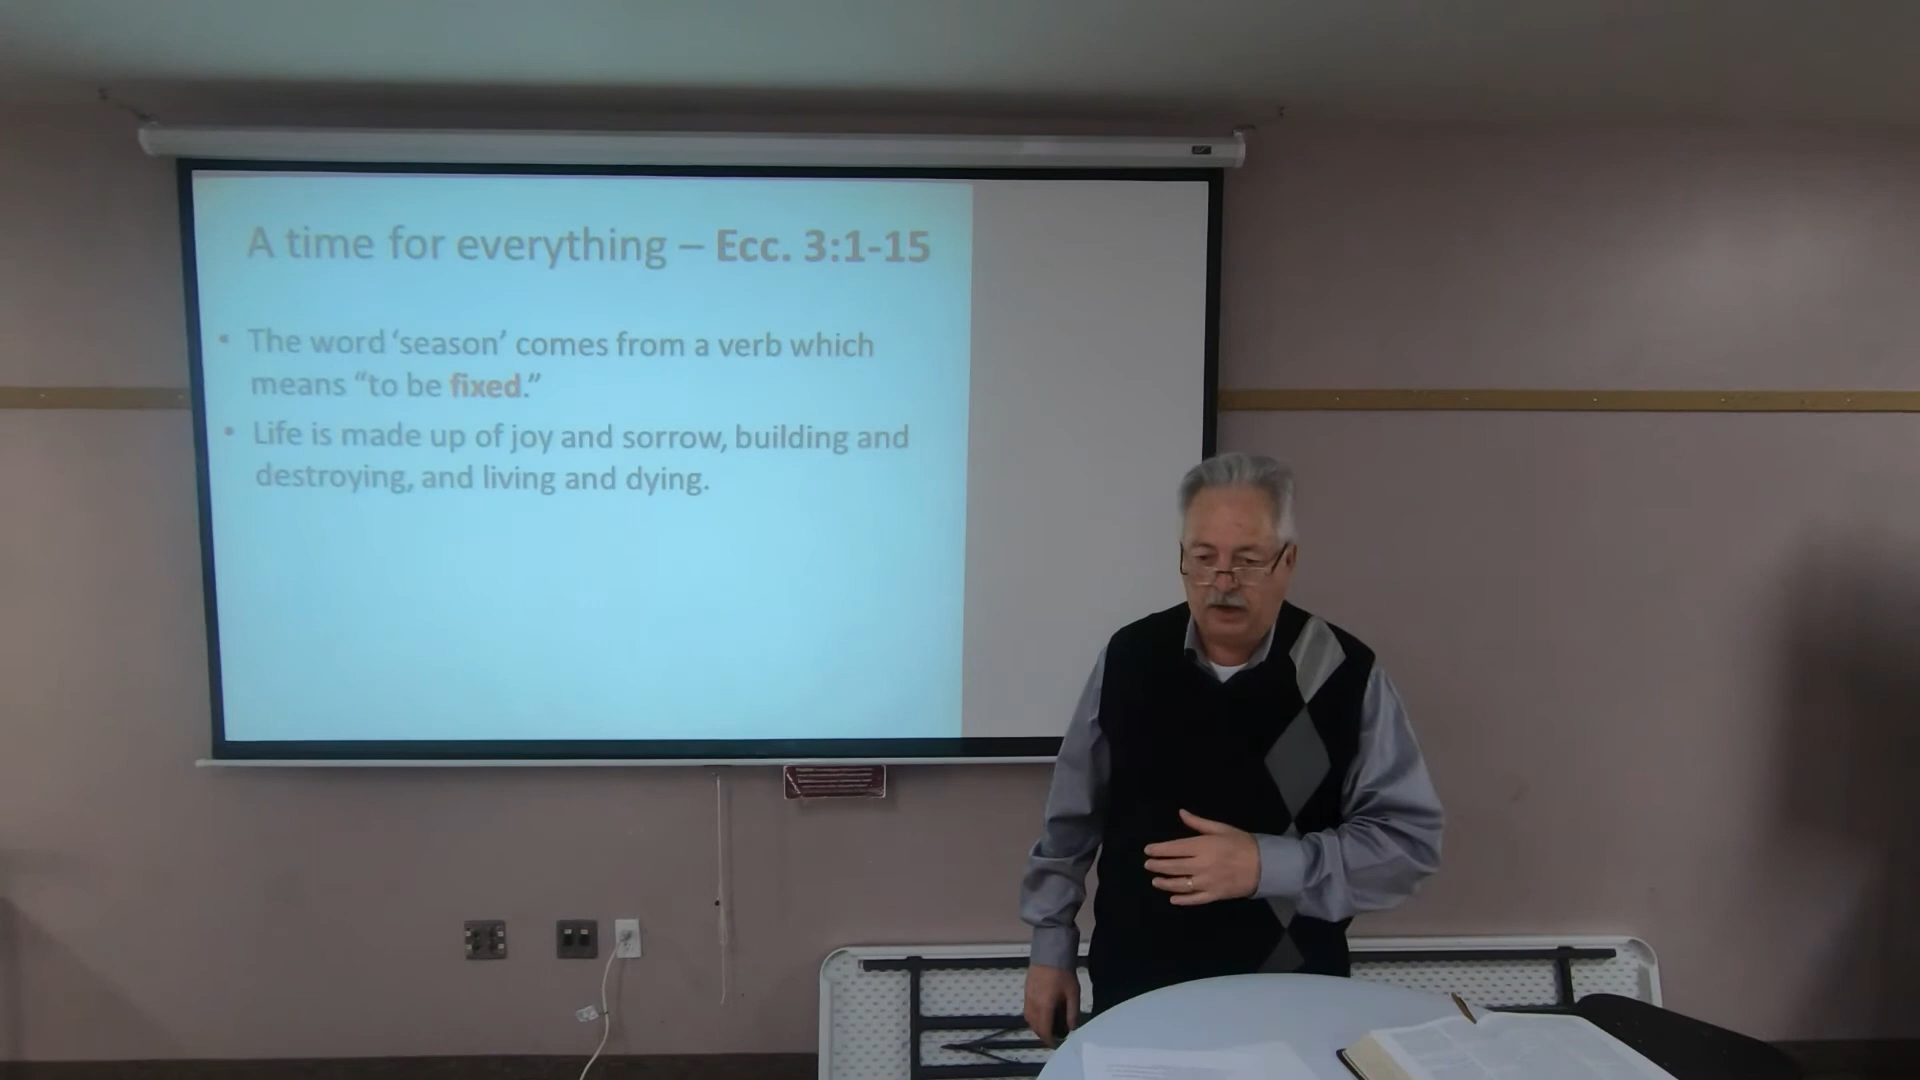 A time for everything – Ecc. 3:1-15
• The word ‘season’ comes from a verb which
means “to be fixed.”
• Life is made up of joy and sorrow, building and
destroying, and living and dying.